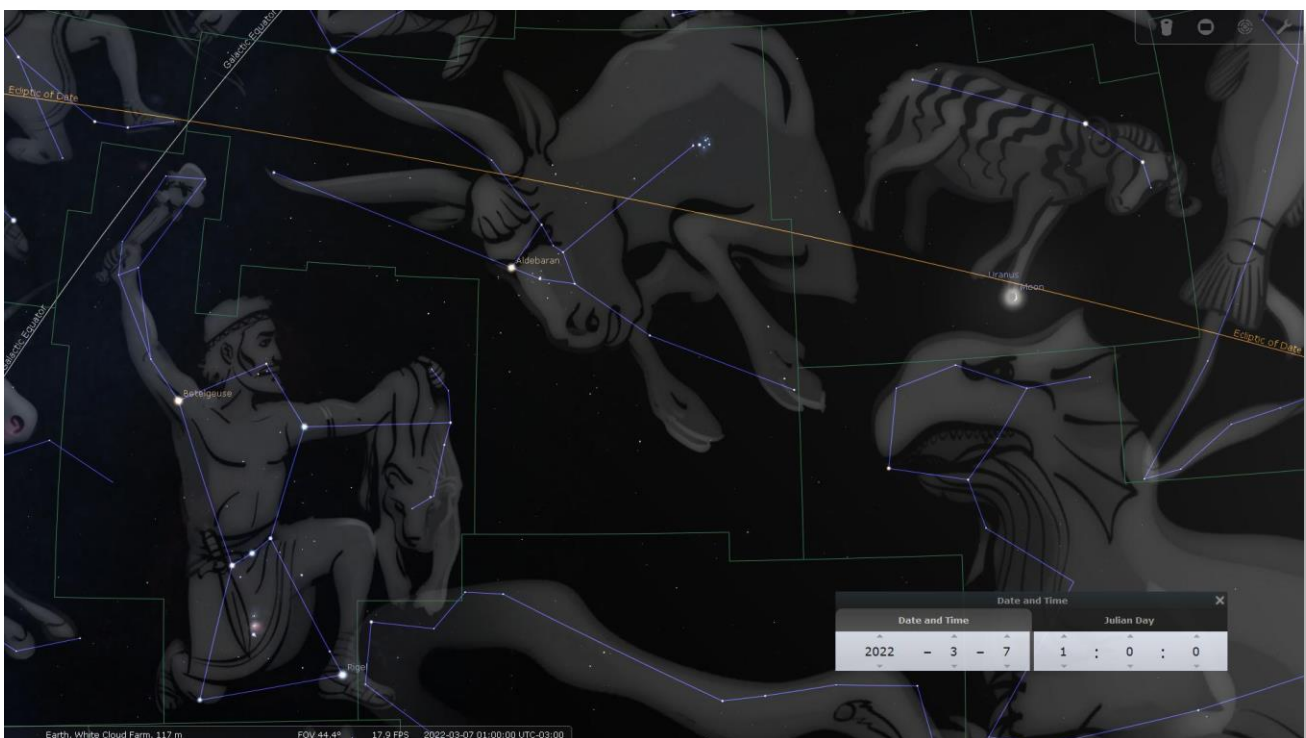 Galactic Equator
Ecliptic of Date
Aldebaran
Uranus
Moon
Galactic Equator
Ecliptic of Date
Betelgeuse
Rigel
Date and Time
Date and Time
Julian Day
2022 - 3 - 7
1 : 0 : 0
Earth, White Cloud Farm, 117 m
FOV 44.4°
17.9 FPS
2022-03-07 01:00:00 UTC-03:00